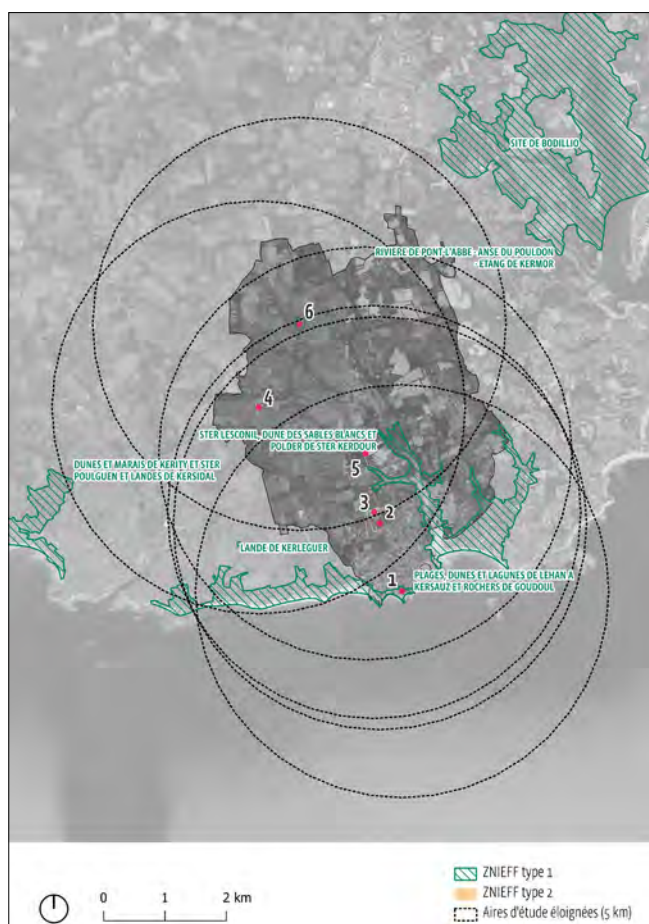 SITE DE BODILLIO
RIVIERE DE PONT-L'ABBE - ANSE DU POULDON
ETANG DE KERMOR
6
4
STER LESCONIL, DUNE DES SABLES BLANCS ET
POLDER DE STER KERDOUR
5
DUNES ET MARAIS DE KERITY ET STER
POULGUEN ET LANDES DE KERSIDAL
3
2
LANDE DE KERLEGUER
1
PLAGES, DUNES ET LAGUNES DE LEHAN A
KERSAUZ ET ROCHERS DE GOUDOUL
0 1 2 km
ZNIEFF type 1
ZNIEFF type 2
Aires d'étude éloignées (5 km)